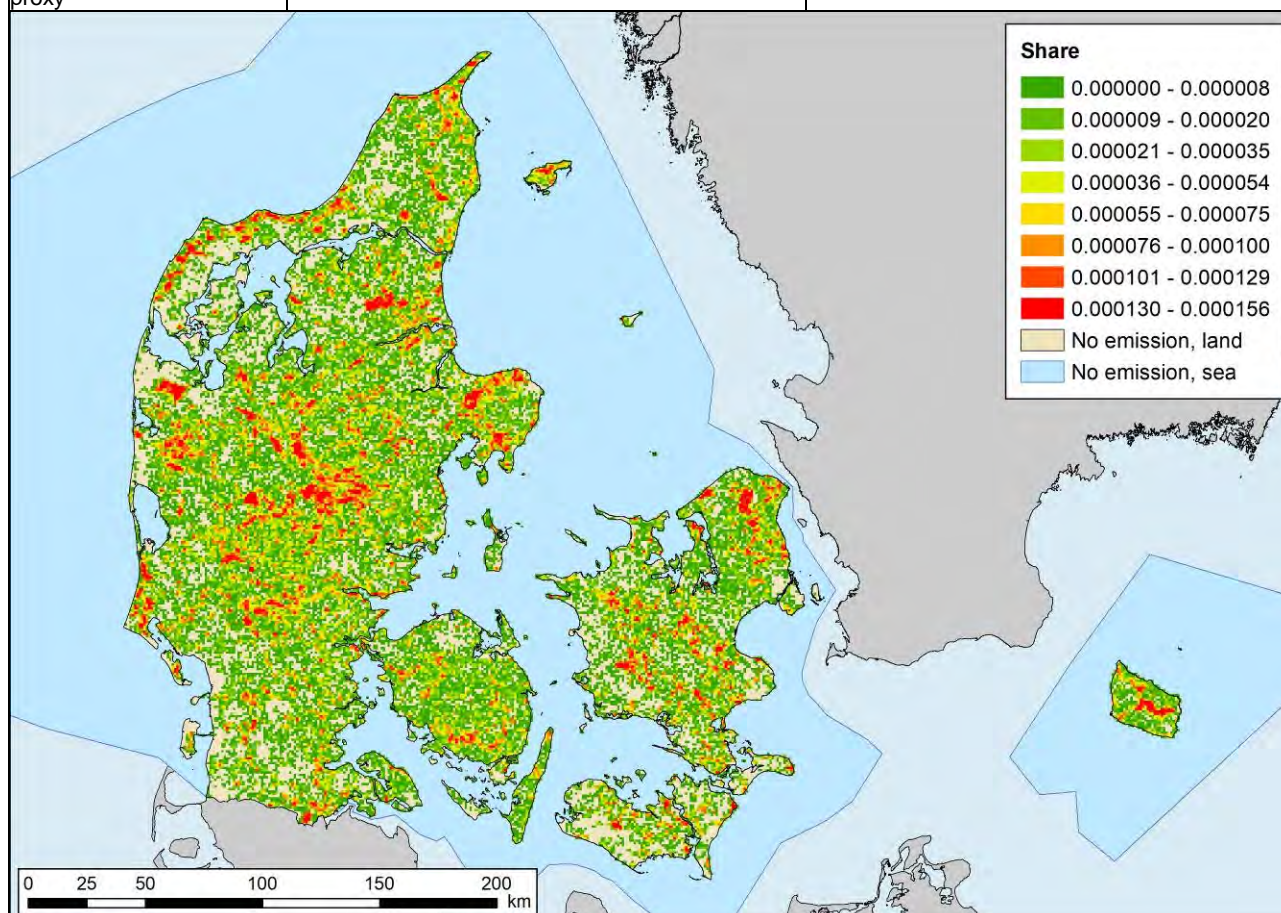 proxy
Share
0.000000 - 0.000008
0.000009 - 0.000020
0.000021 - 0.000035
0.000036 - 0.000054
0.000055 - 0.000075
0.000076 - 0.000100
0.000101 - 0.000129
0.000130 - 0.000156
No emission, land
No emission, sea
0 25 50 100 150 200
km